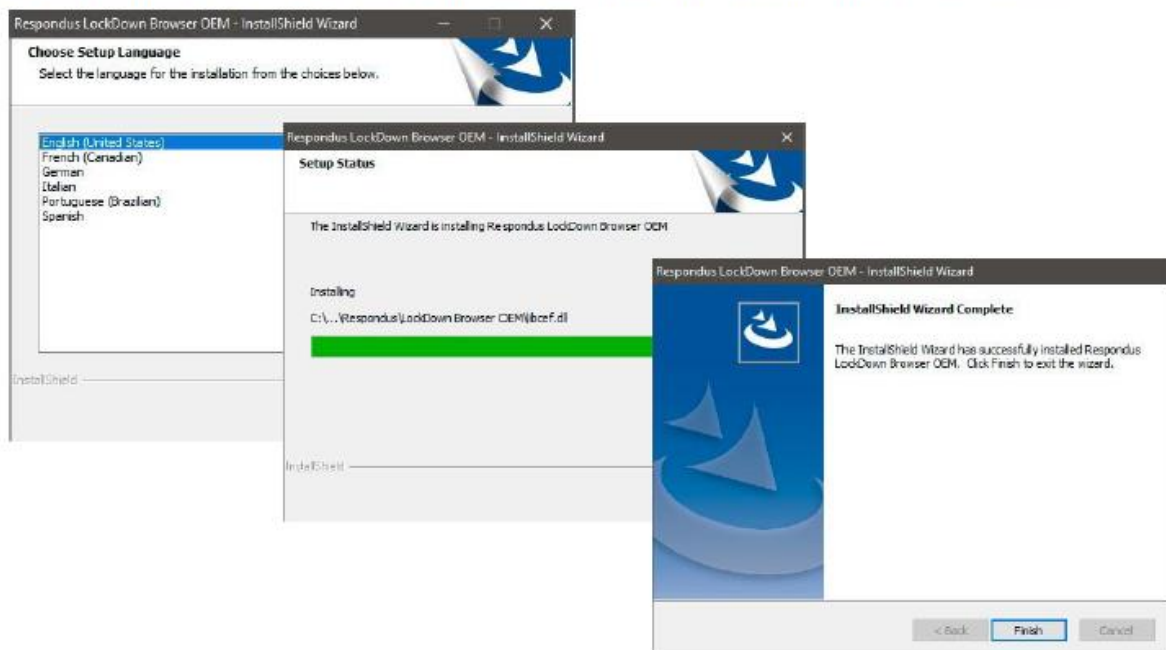 Respondus LockDown Browser OEM - InstallShield Wizard
Choose Setup Language
Select the language for the installation from the choices below.
English (United States)
French (Canadian)
German
Italian
Portuguese (Brazilian)
Spanish
InstallShield
Respondus LockDown Browser OEM - InstallShield Wizard
Setup Status
The InstallShield Wizard is installing Respondus LockDown Browser OEM
Installing
C:\...\Respondus\LockDown Browser OEM\libcef.dll
InstallShield
Respondus LockDown Browser OEM - InstallShield Wizard
InstallShield Wizard Complete
The InstallShield Wizard has successfully installed Respondus
LockDown Browser OEM. Click Finish to exit the wizard.
< Back Finish Cancel